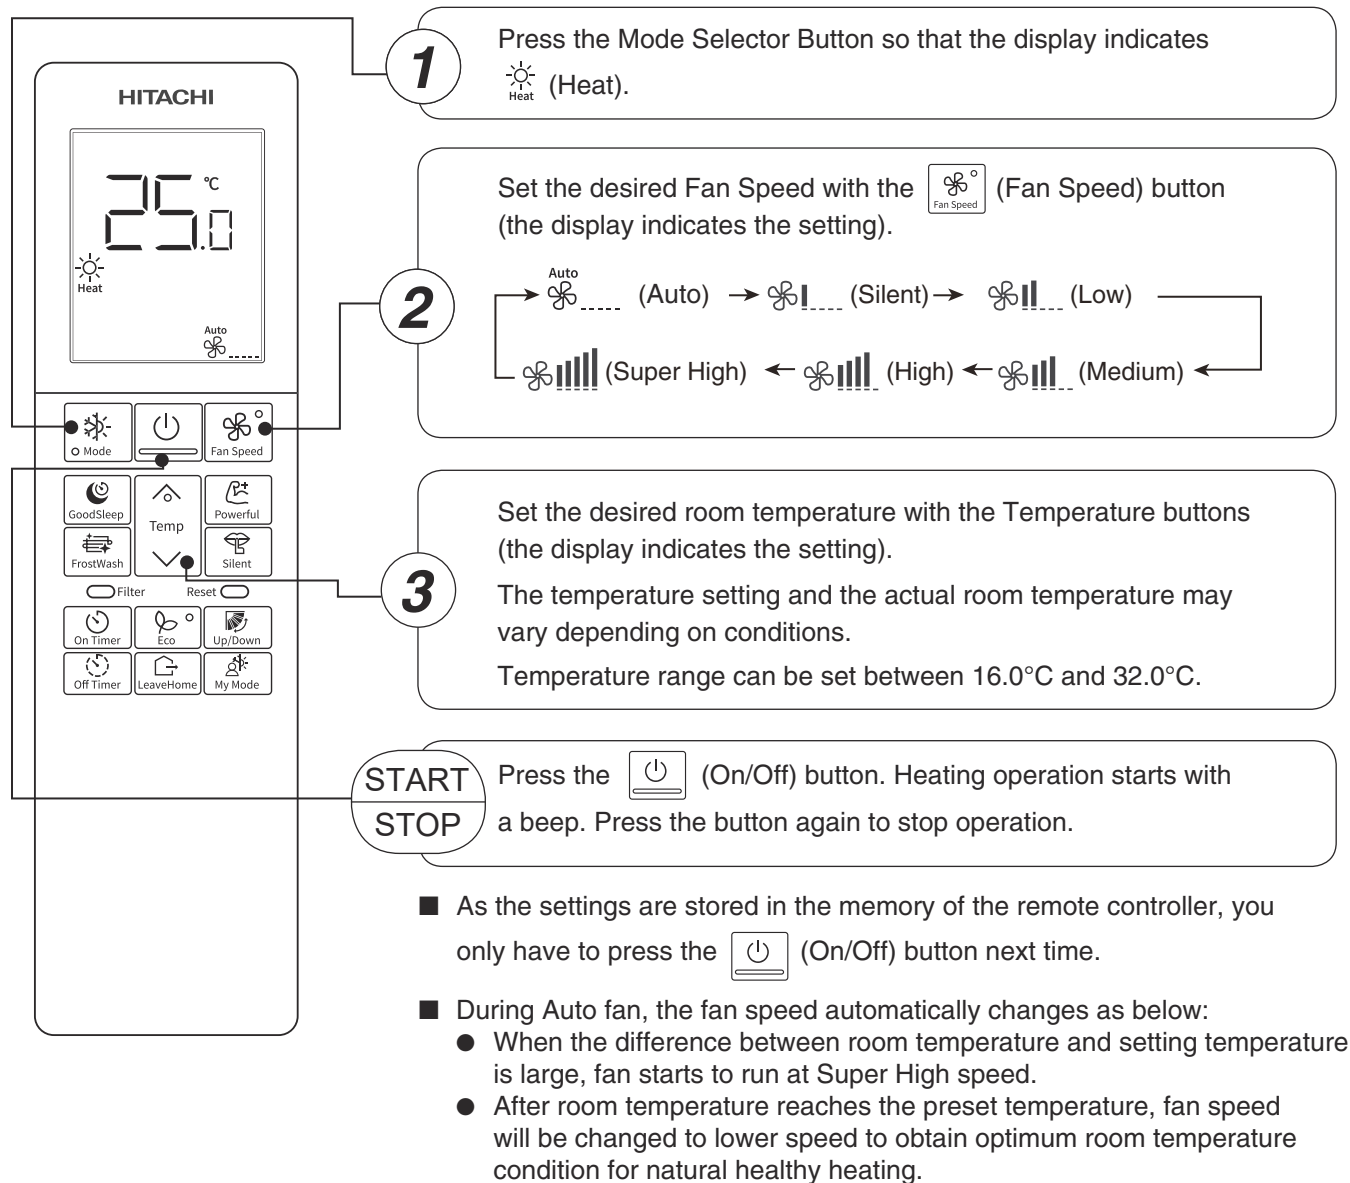 1
Press the Mode Selector Button so that the display indicates
Heat (Heat).
HITACHI
25.0 °C
Heat
Auto
Mode
Fan Speed
GoodSleep
Temp
Powerful
FrostWash
Silent
Filter
Reset
On Timer
Eco
Up/Down
Off Timer
LeaveHome
My Mode
2
Set the desired Fan Speed with the Fan Speed (Fan Speed) button
(the display indicates the setting).
Auto
(Auto) (Silent) (Low)
(Super High) (High) (Medium)
3
Set the desired room temperature with the Temperature buttons
(the display indicates the setting).
The temperature setting and the actual room temperature may
vary depending on conditions.
Temperature range can be set between 16.0°C and 32.0°C.
START
STOP
Press the (On/Off) button. Heating operation starts with
a beep. Press the button again to stop operation.
■ As the settings are stored in the memory of the remote controller, you
only have to press the (On/Off) button next time.
■ During Auto fan, the fan speed automatically changes as below:
● When the difference between room temperature and setting temperature
is large, fan starts to run at Super High speed.
● After room temperature reaches the preset temperature, fan speed
will be changed to lower speed to obtain optimum room temperature
condition for natural healthy heating.